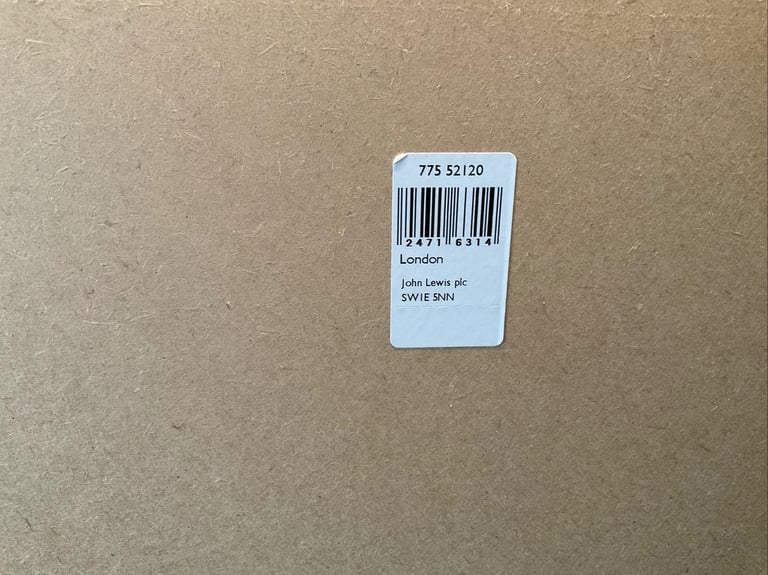 775 52120
2471 6314
London
John Lewis plc
SW1E 5NN